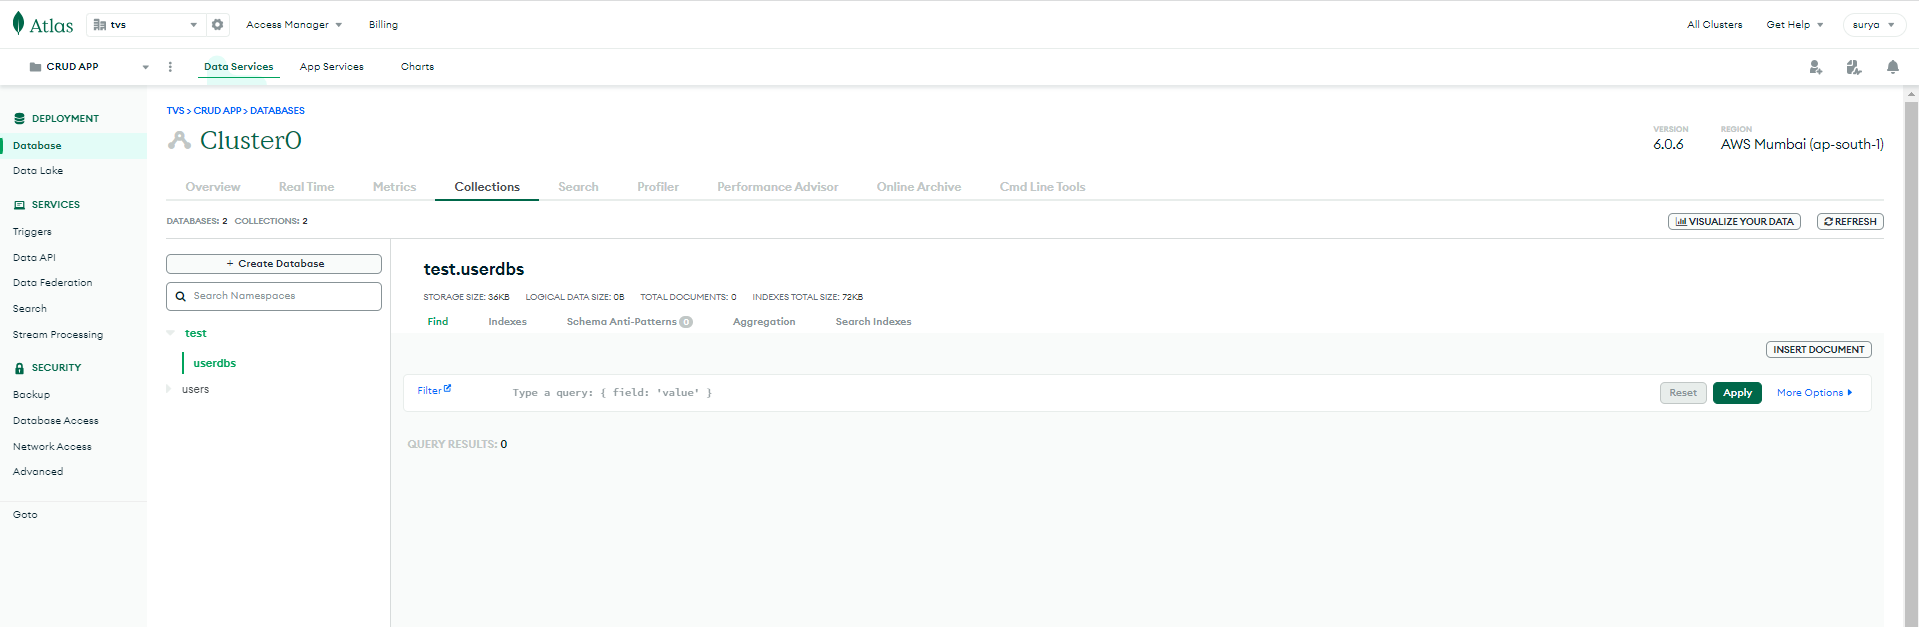 Atlas
tvs
Access Manager
Billing
All Clusters
Get Help
surya
CRUD APP
Data Services
App Services
Charts
DEPLOYMENT
Database
Data Lake
SERVICES
Triggers
Data API
Data Federation
Search
Stream Processing
SECURITY
Backup
Database Access
Network Access
Advanced
Goto
TVS > CRUD APP > DATABASES
Cluster0
VERSION
6.0.6
REGION
AWS Mumbai (ap-south-1)
Overview
Real Time
Metrics
Collections
Search
Profiler
Performance Advisor
Online Archive
Cmd Line Tools
DATABASES: 2 COLLECTIONS: 2
VISUALIZE YOUR DATA
REFRESH
+ Create Database
Search Namespaces
test
userdbs
users
test.userdbs
STORAGE SIZE: 36KB LOGICAL DATA SIZE: 0B TOTAL DOCUMENTS: 0 INDEXES TOTAL SIZE: 72KB
Find
Indexes
Schema Anti-Patterns 0
Aggregation
Search Indexes
INSERT DOCUMENT
Filter
Type a query: { field: 'value' }
Reset
Apply
More Options
QUERY RESULTS: 0